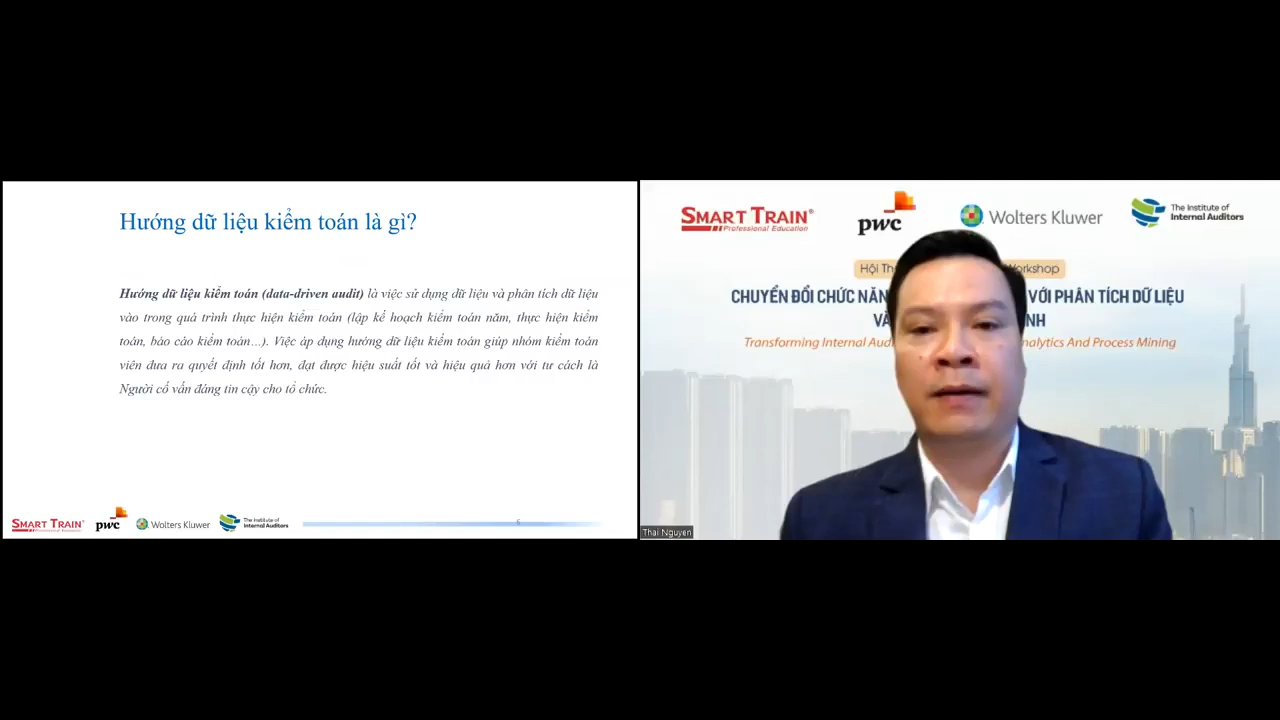 Hướng dữ liệu kiểm toán là gì?
Hướng dữ liệu kiểm toán (data-driven audit) là việc sử dụng dữ liệu và phân tích dữ liệu
vào trong quá trình thực hiện kiểm toán (lập kế hoạch kiểm toán năm, thực hiện kiểm
toán, báo cáo kiểm toán…). Việc áp dụng hướng dữ liệu kiểm toán giúp nhóm kiểm toán
viên đưa ra quyết định tốt hơn, đạt được hiệu suất tốt và hiệu quả hơn với tư cách là
Người cố vấn đáng tin cậy cho tổ chức.
SMART TRAIN®
Professional Education
pwc
Wolters Kluwer
The Institute of
Internal Auditors
6
SMART TRAIN®
Professional Education
pwc
Wolters Kluwer
The Institute of
Internal Auditors
Hội Th Workshop
CHUYỂN ĐỔI CHỨC NĂN VỚI PHÂN TÍCH DỮ LIỆU
VÀ NH
Transforming Internal Aud nalytics And Process Mining
Thai Nguyen